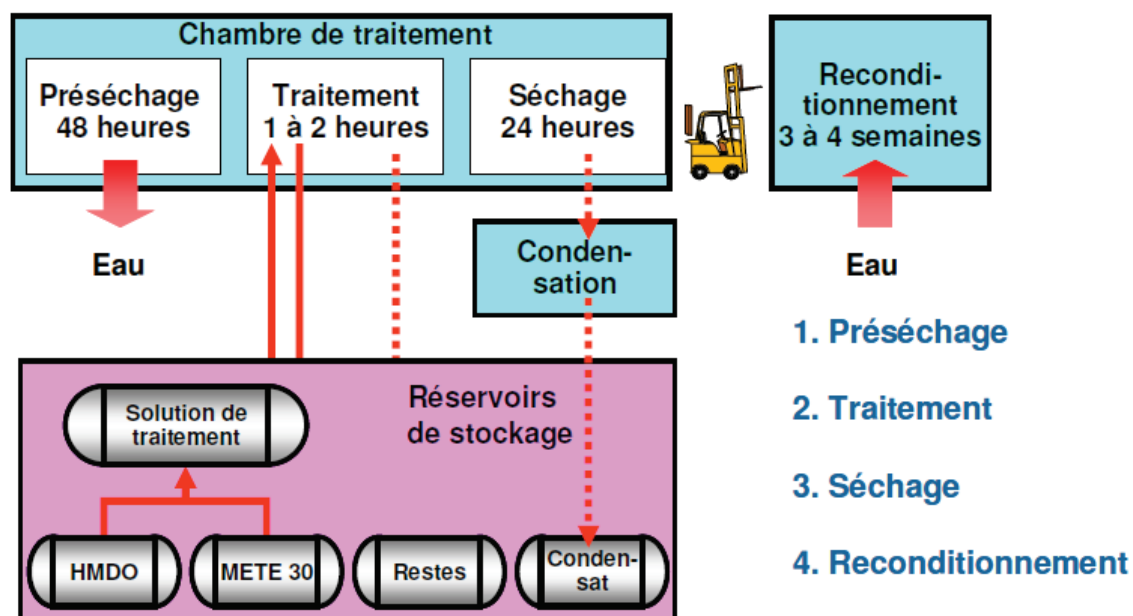 Chambre de traitement
Préséchage
48 heures
Traitement
1 à 2 heures
Séchage
24 heures
Recondi-
tionnement
3 à 4 semaines
Eau
Conden-
sation
Eau
1. Préséchage
2. Traitement
3. Séchage
4. Reconditionnement
Réservoirs
de stockage
Solution de
traitement
HMDO
METE 30
Restes
Conden-
sat